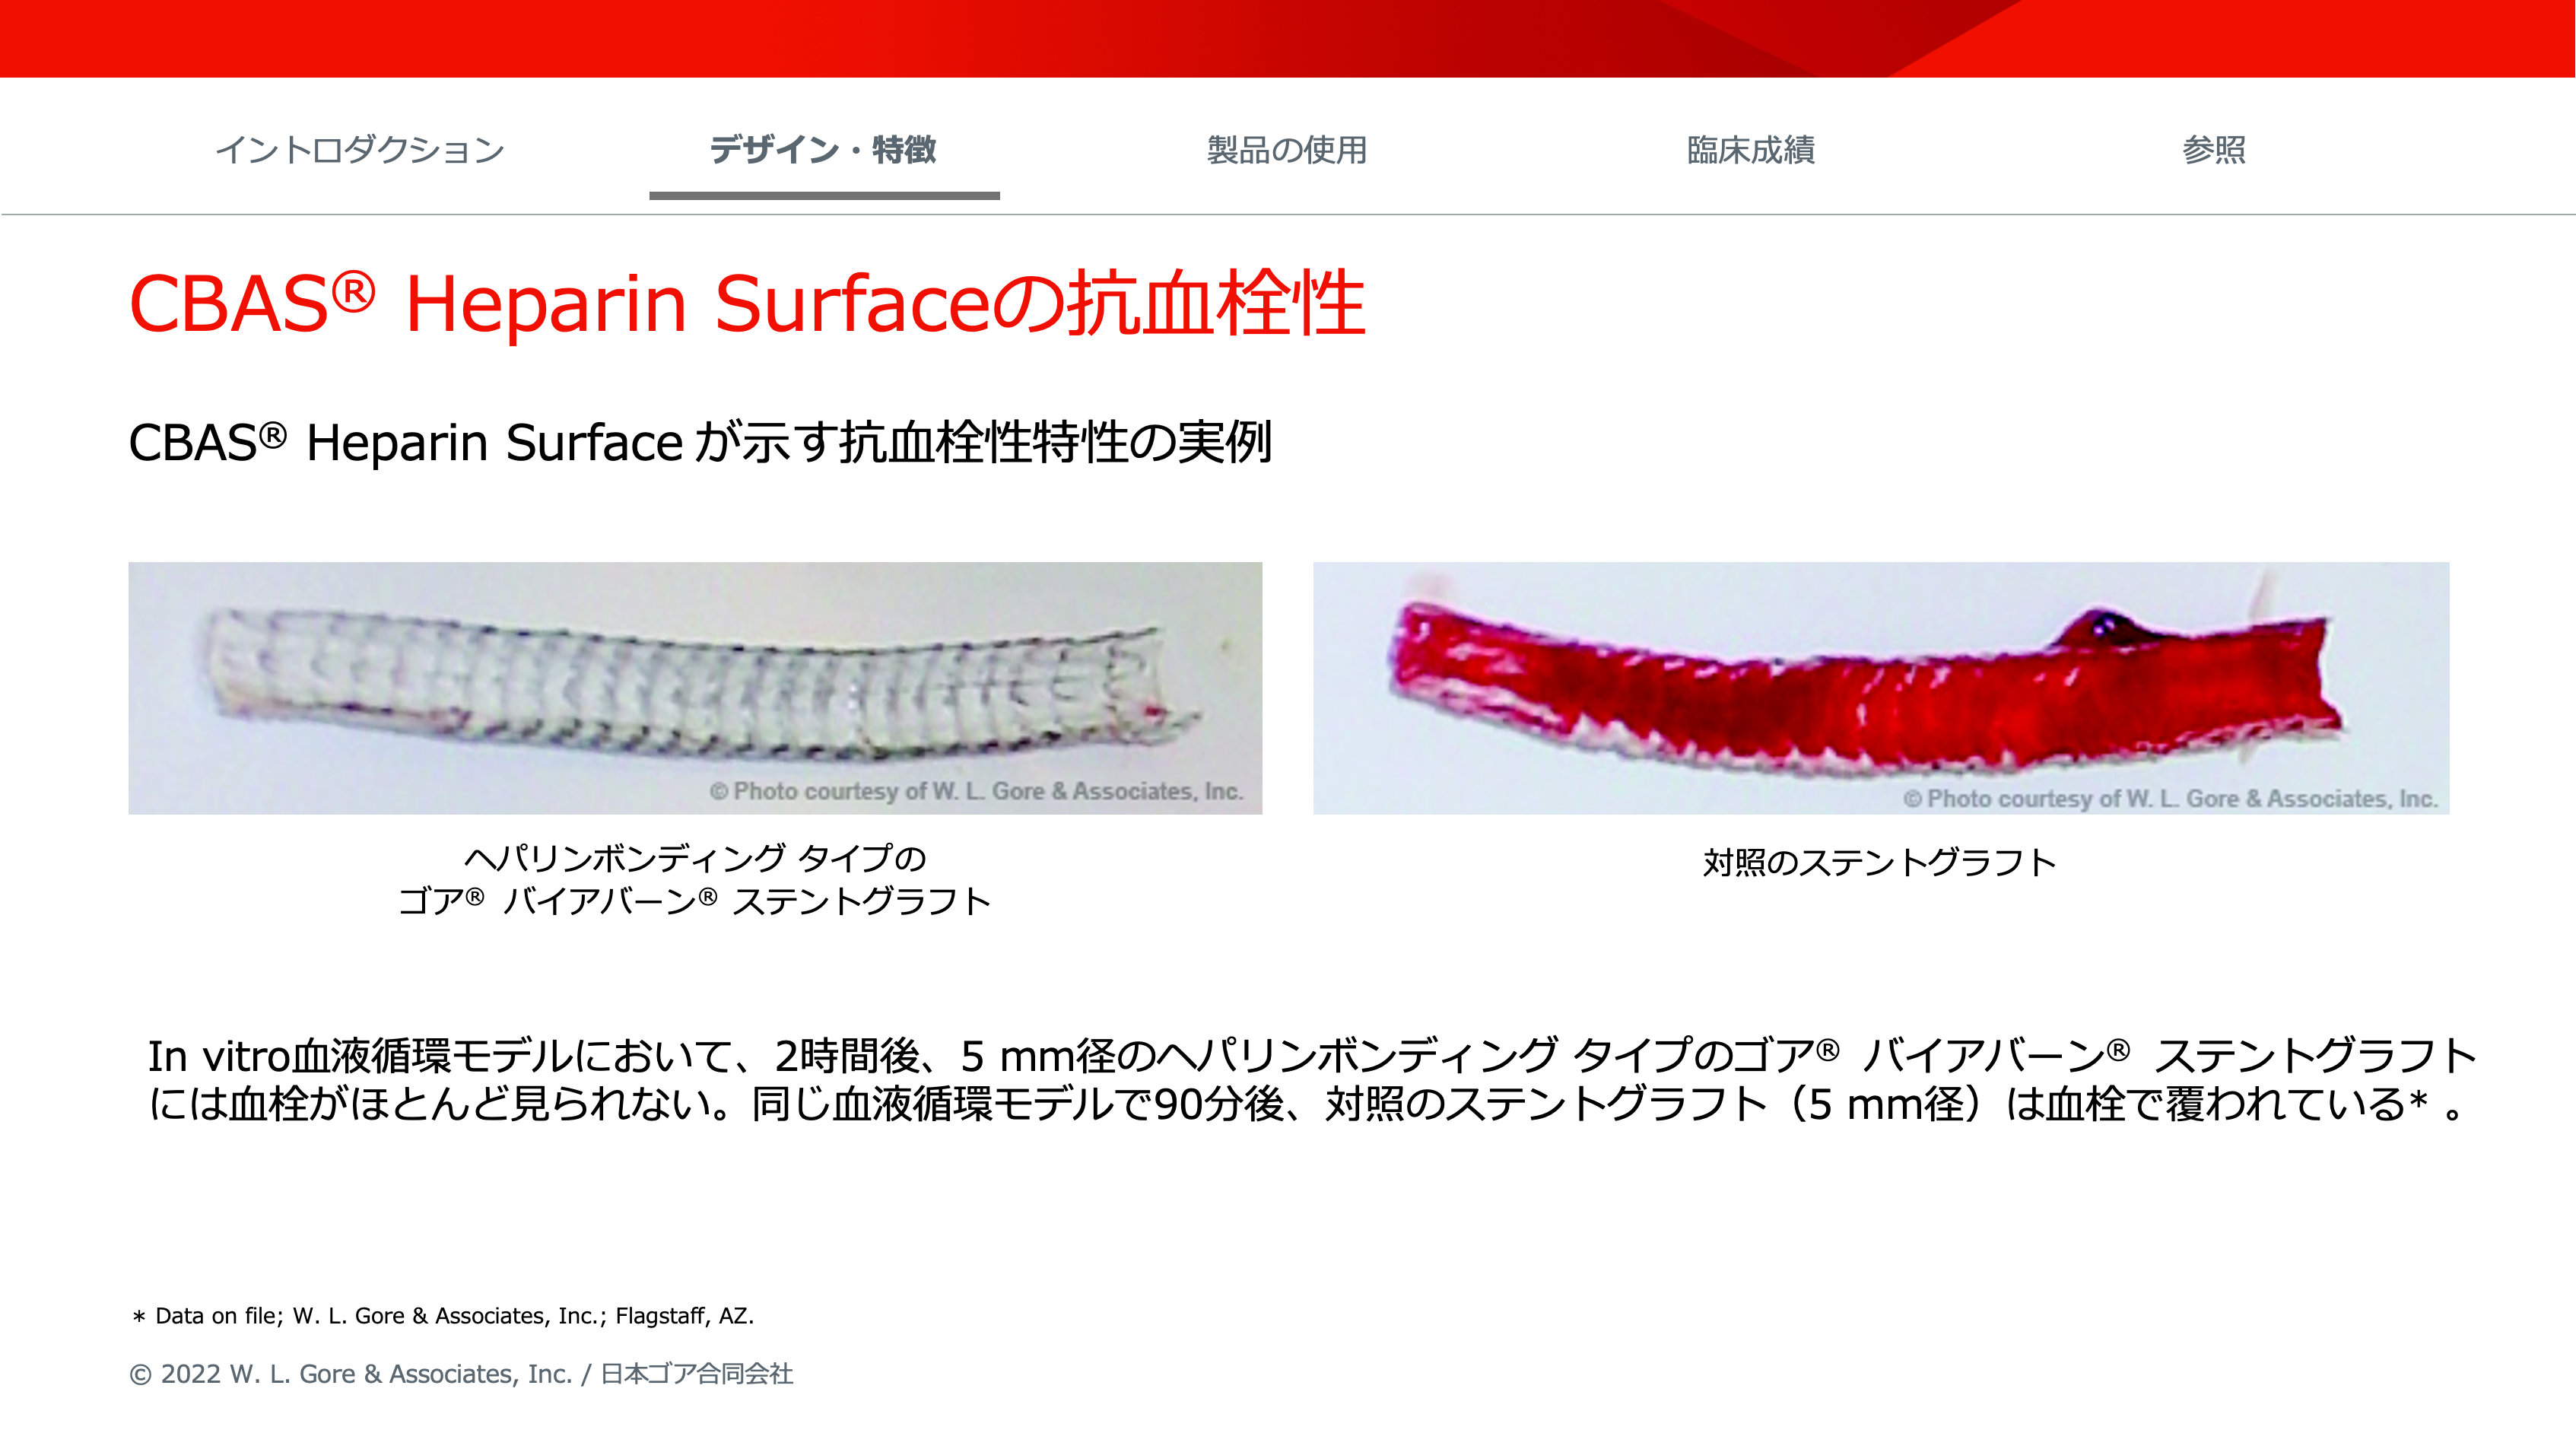 イントロダクション
デザイン・特徴
製品の使用
臨床成績
参照
CBAS® Heparin Surfaceの抗血栓性
CBAS® Heparin Surface が示す抗血栓性特性の実例
© Photo courtesy of W. L. Gore & Associates, Inc.
© Photo courtesy of W. L. Gore & Associates, Inc.
ヘパリンボンディング タイプの
ゴア® バイアバーン® ステントグラフト
対照のステントグラフト
In vitro血液循環モデルにおいて、2時間後、5 mm径のヘパリンボンディング タイプのゴア® バイアバーン® ステントグラフト
には血栓がほとんど見られない。同じ血液循環モデルで90分後、対照のステントグラフト（5 mm径）は血栓で覆われている* 。
* Data on file; W. L. Gore & Associates, Inc.; Flagstaff, AZ.
© 2022 W. L. Gore & Associates, Inc. / 日本ゴア合同会社